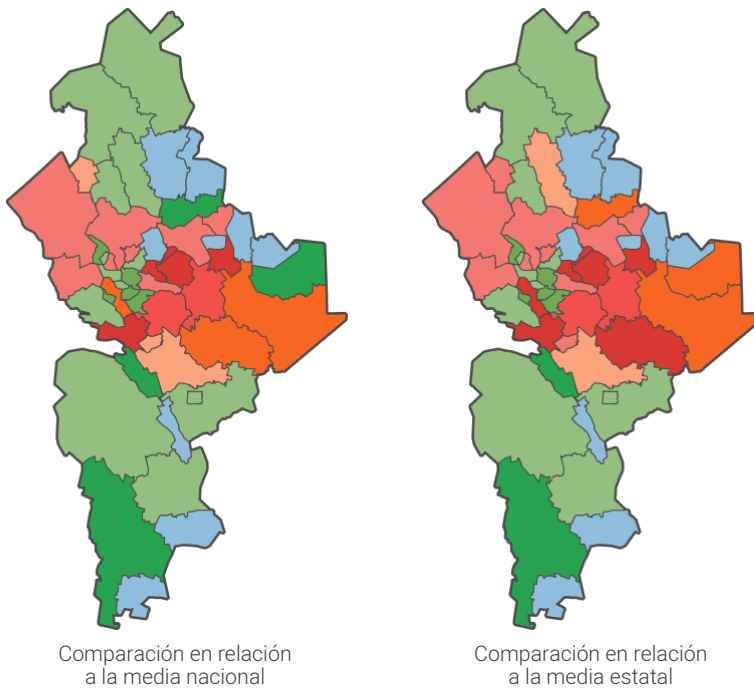 Comparación en relación
a la media nacional
Comparación en relación
a la media estatal